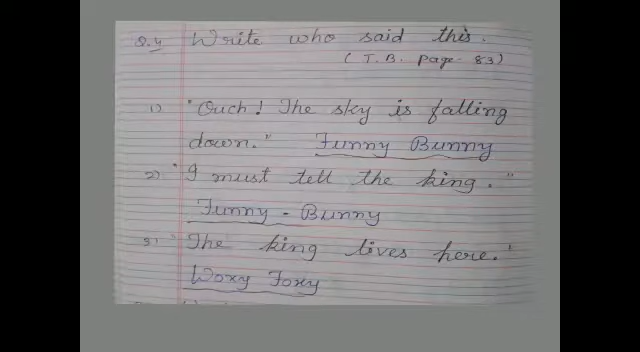 Q.4 Write who said this.
(T.B. page 83)
1) "Ouch! The sky is falling
down." Funny Bunny
2) "I must tell the king."
Funny - Bunny
3) "The king lives here."
Woxy Foxy